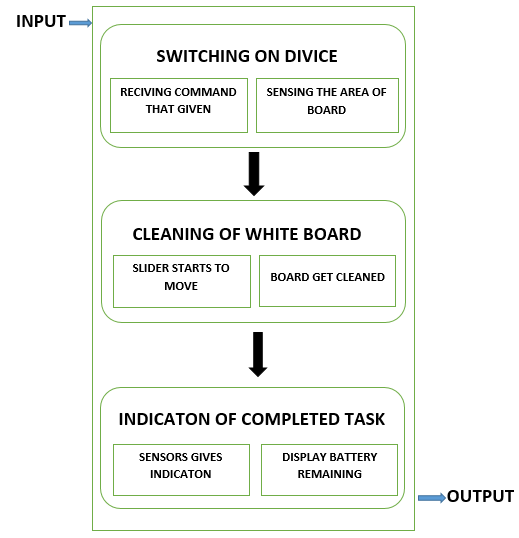 INPUT
SWITCHING ON DIVICE
RECIVING COMMAND
THAT GIVEN
SENSING THE AREA OF
BOARD
CLEANING OF WHITE BOARD
SLIDER STARTS TO
MOVE
BOARD GET CLEANED
INDICATON OF COMPLETED TASK
SENSORS GIVES
INDICATON
DISPLAY BATTERY
REMAINING
OUTPUT